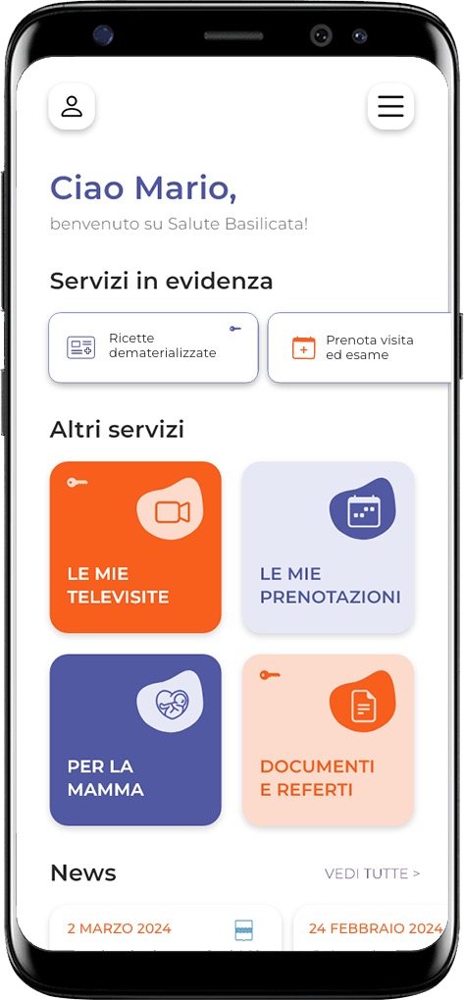 Ciao Mario,
benvenuto su Salute Basilicata!
Servizi in evidenza
Ricette
dematerializzate
Prenota visita
ed esame
Altri servizi
LE MIE
TELEVISITE
LE MIE
PRENOTAZIONI
PER LA
MAMMA
DOCUMENTI
E REFERTI
News
VEDI TUTTE >
2 MARZO 2024
24 FEBBRAIO 2024